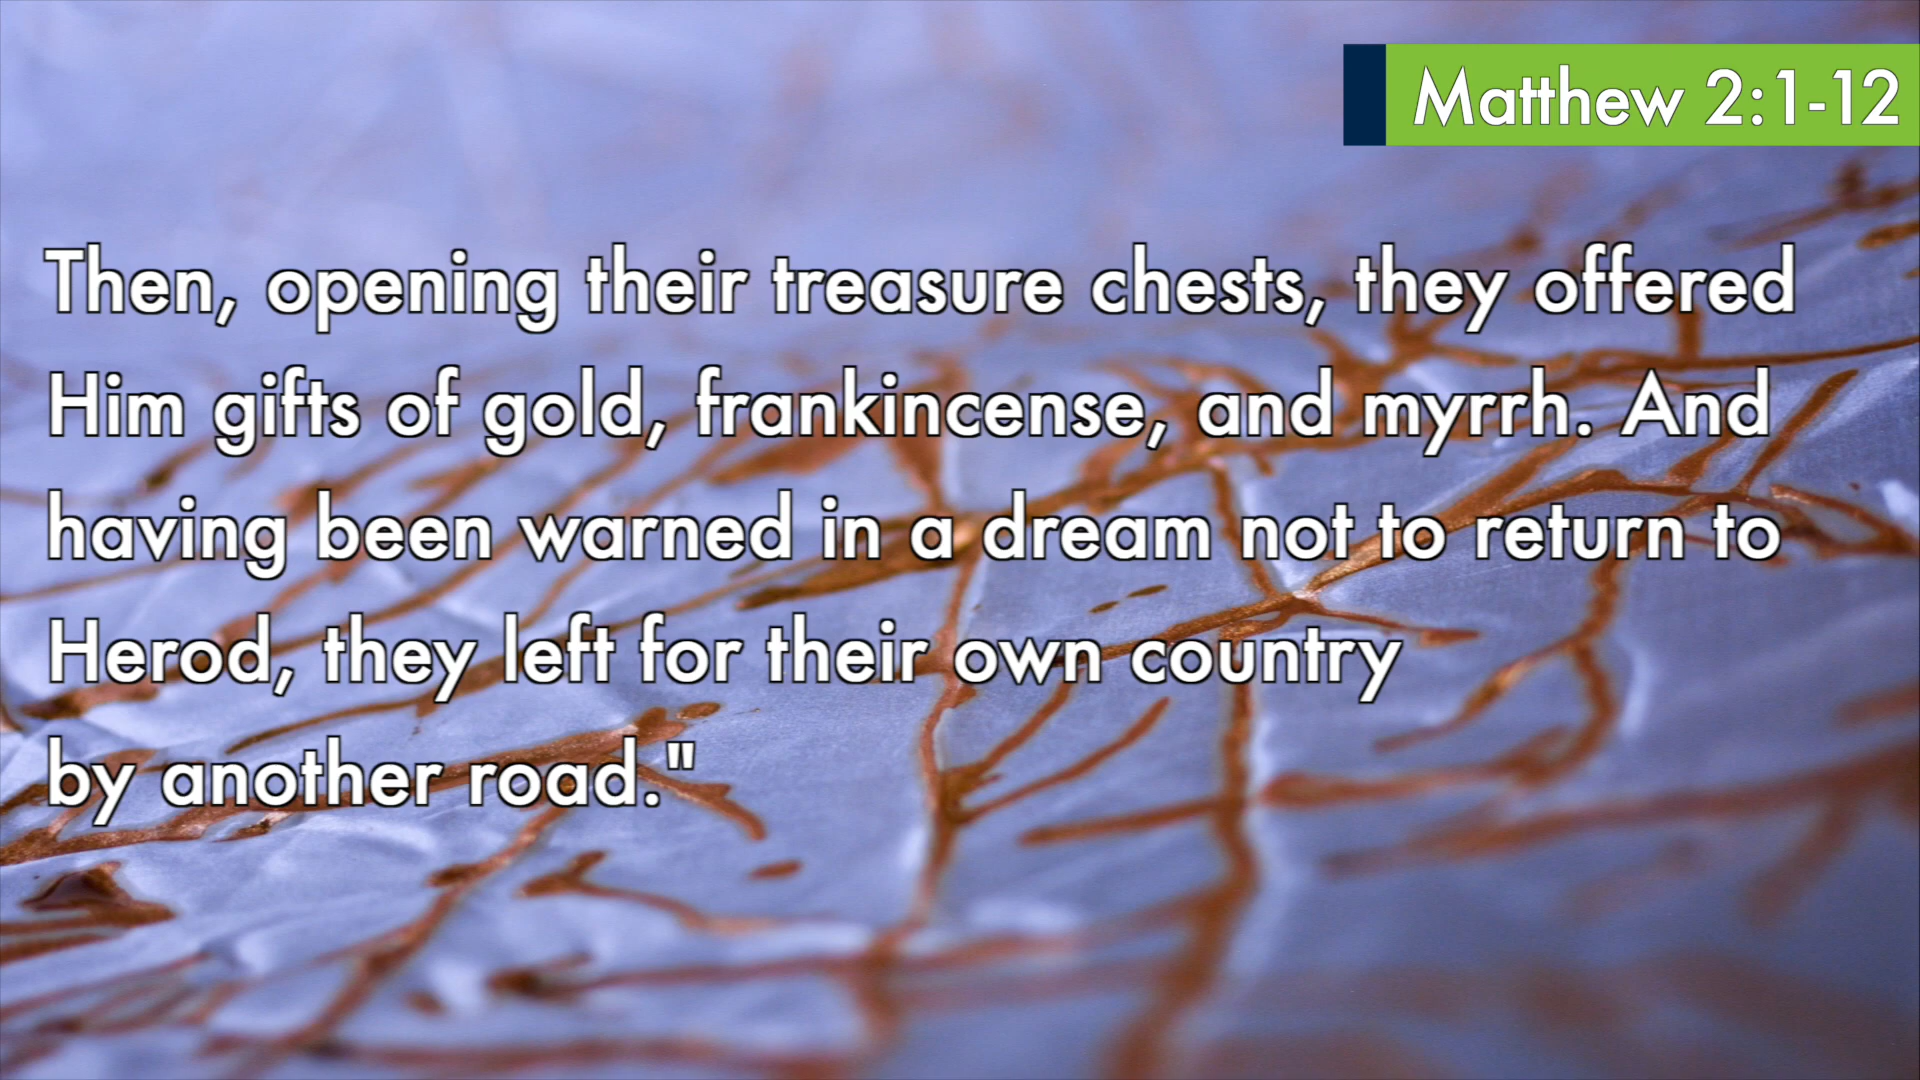 Matthew 2:1-12
Then, opening their treasure chests, they offered
Him gifts of gold, frankincense, and myrrh. And
having been warned in a dream not to return to
Herod, they left for their own country
by another road."